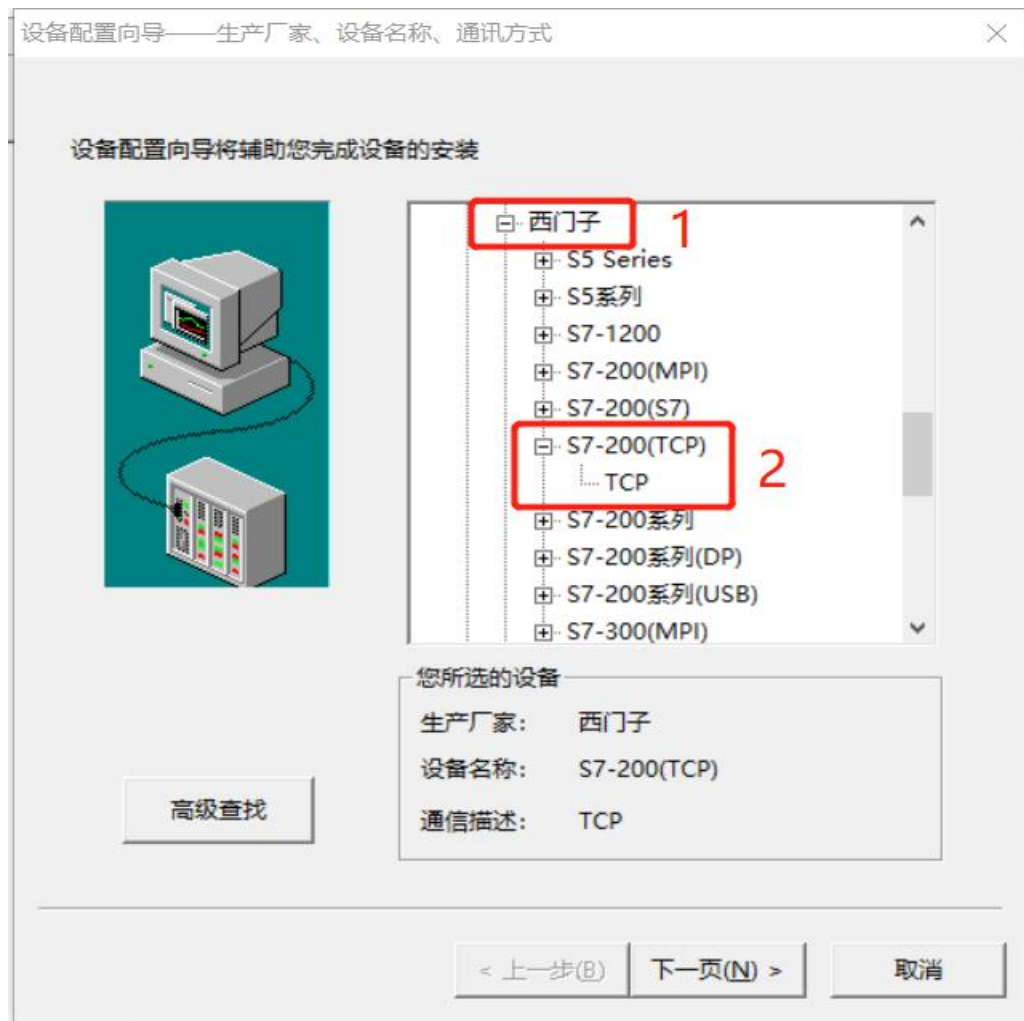 设备配置向导——生产厂家、设备名称、通讯方式
设备配置向导将辅助您完成设备的安装
西门子
1
S5 Series
S5系列
S7-1200
S7-200(MPI)
S7-200(S7)
S7-200(TCP)
TCP
2
S7-200系列
S7-200系列(DP)
S7-200系列(USB)
S7-300(MPI)
您所选的设备
生产厂家： 西门子
设备名称： S7-200(TCP)
通信描述： TCP
高级查找
< 上一步(B) 下一页(N) > 取消